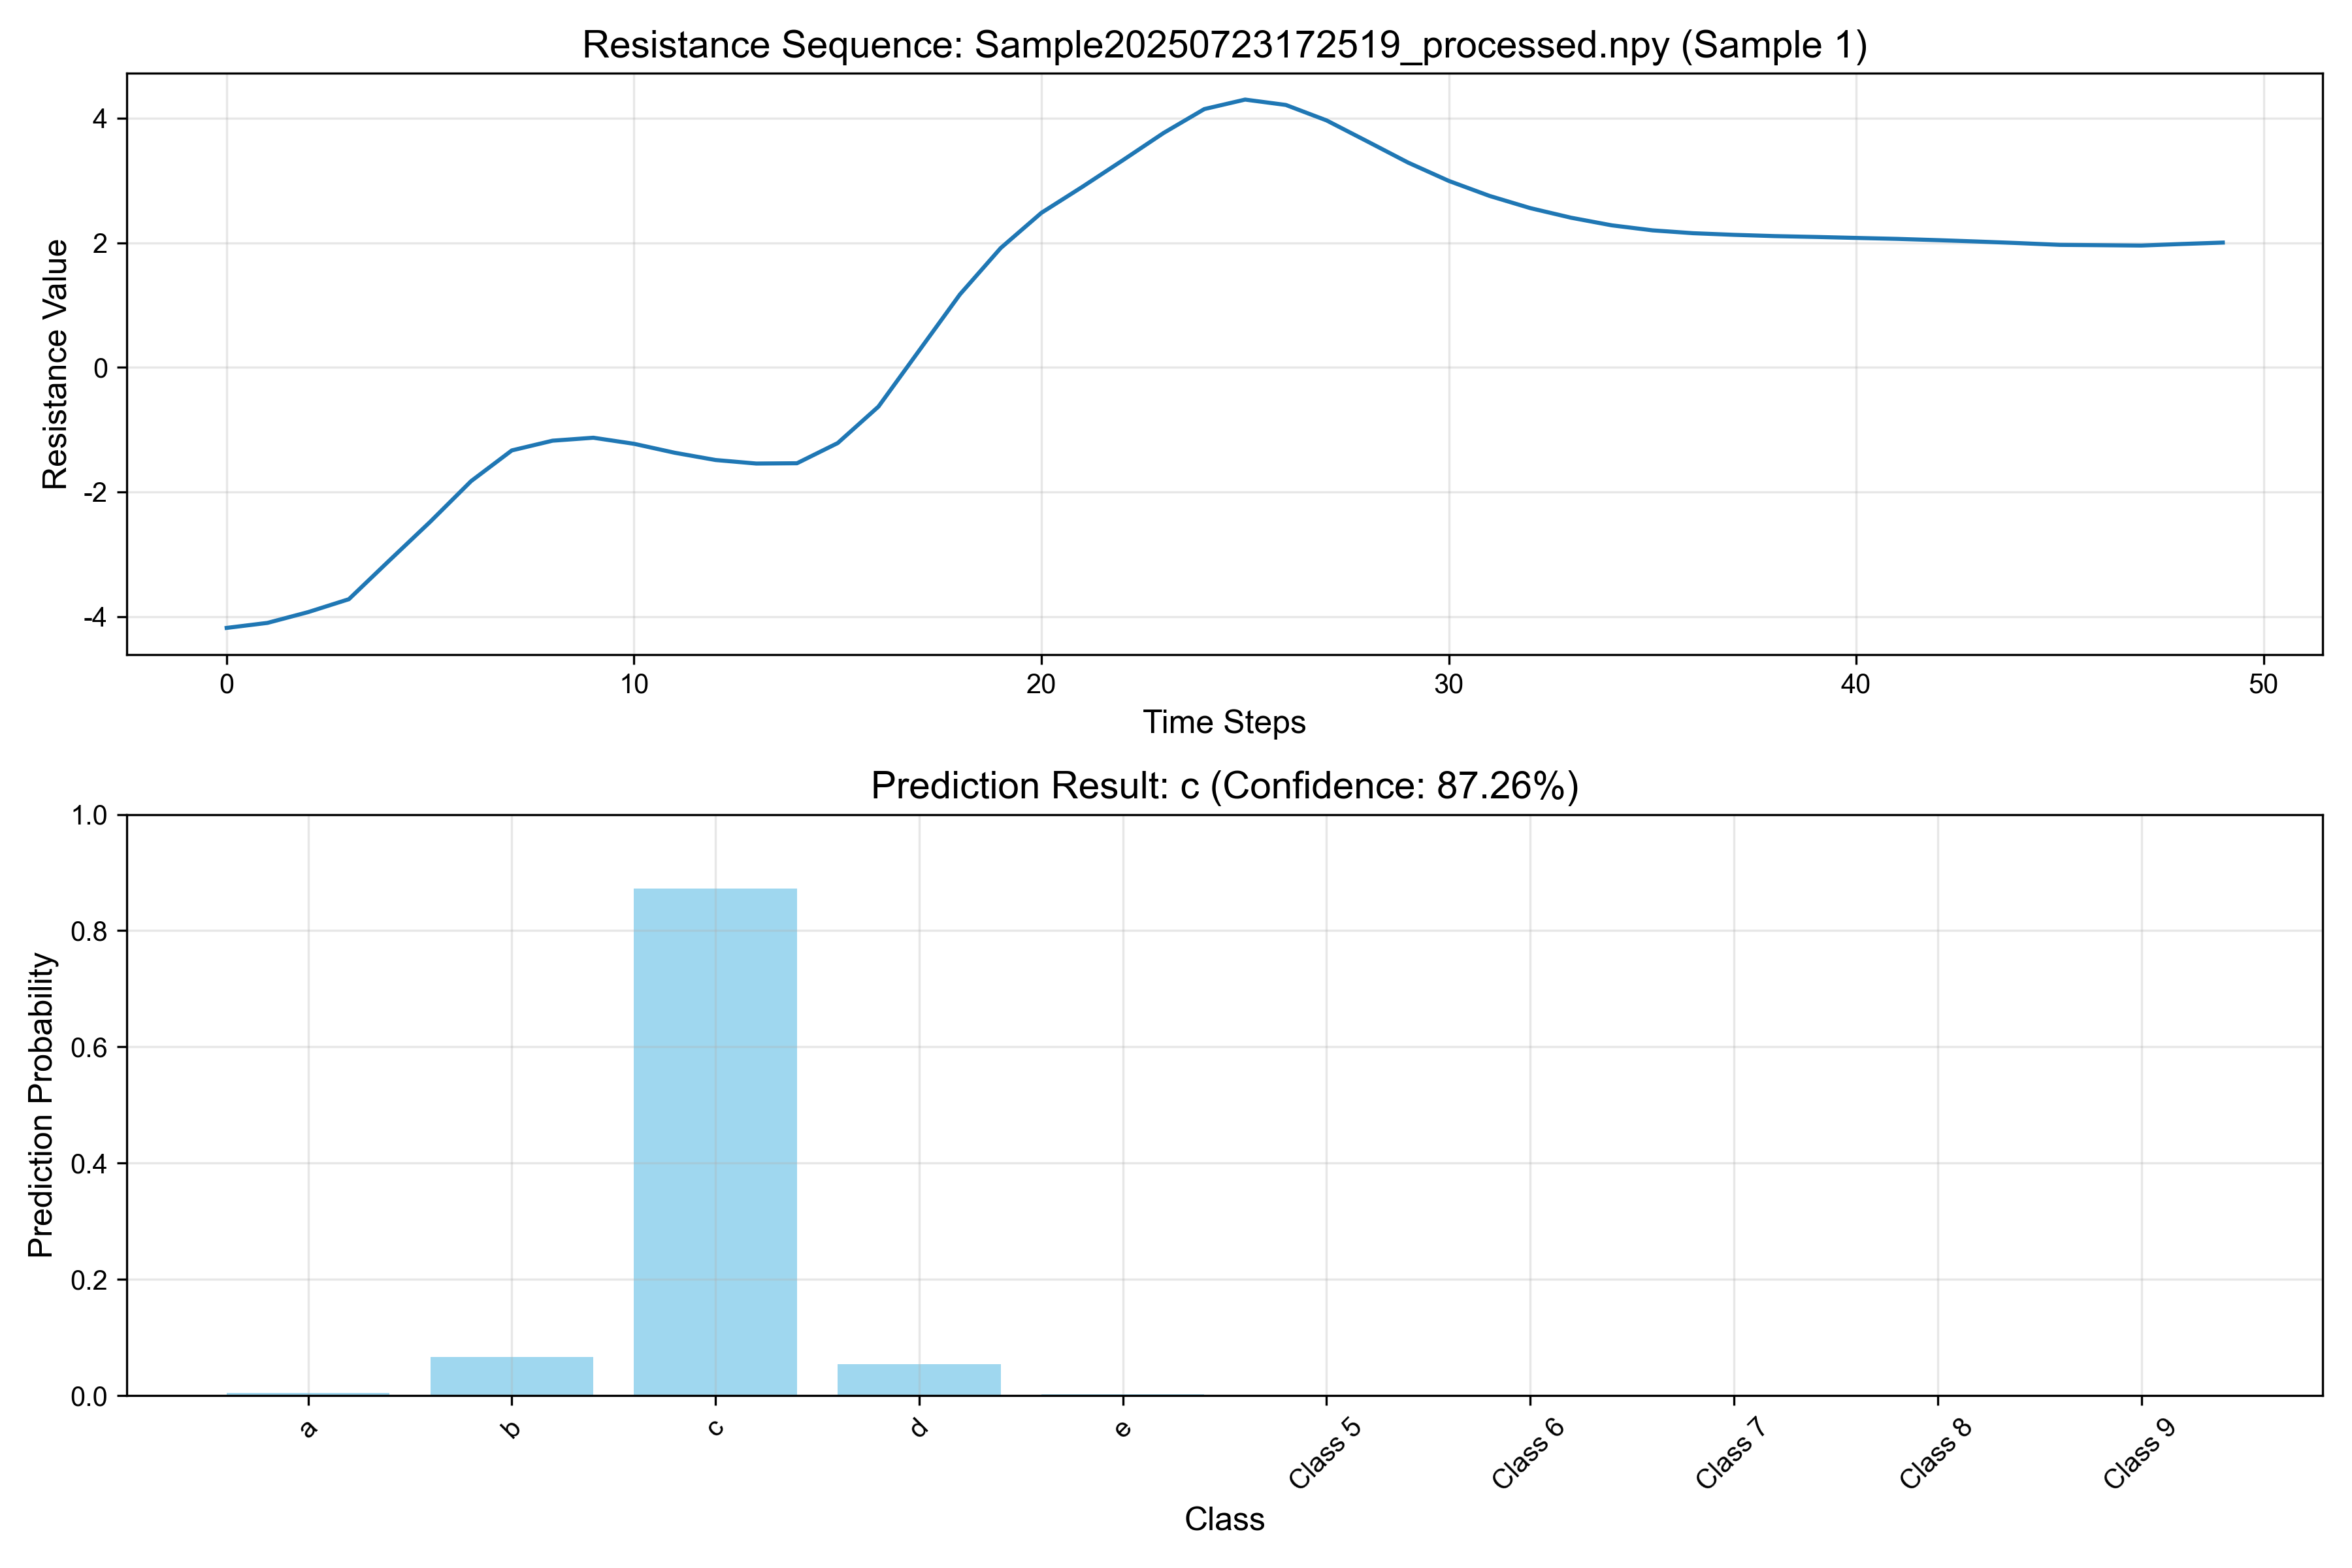 Resistance Sequence: Sample20250723172519_processed.npy (Sample 1)
Resistance Value
4
2
0
-2
-4
0 10 20 30 40 50
Time Steps
Prediction Result: c (Confidence: 87.26%)
Prediction Probability
1.0
0.8
0.6
0.4
0.2
0.0
a b c d e Class 5 Class 6 Class 7 Class 8 Class 9
Class